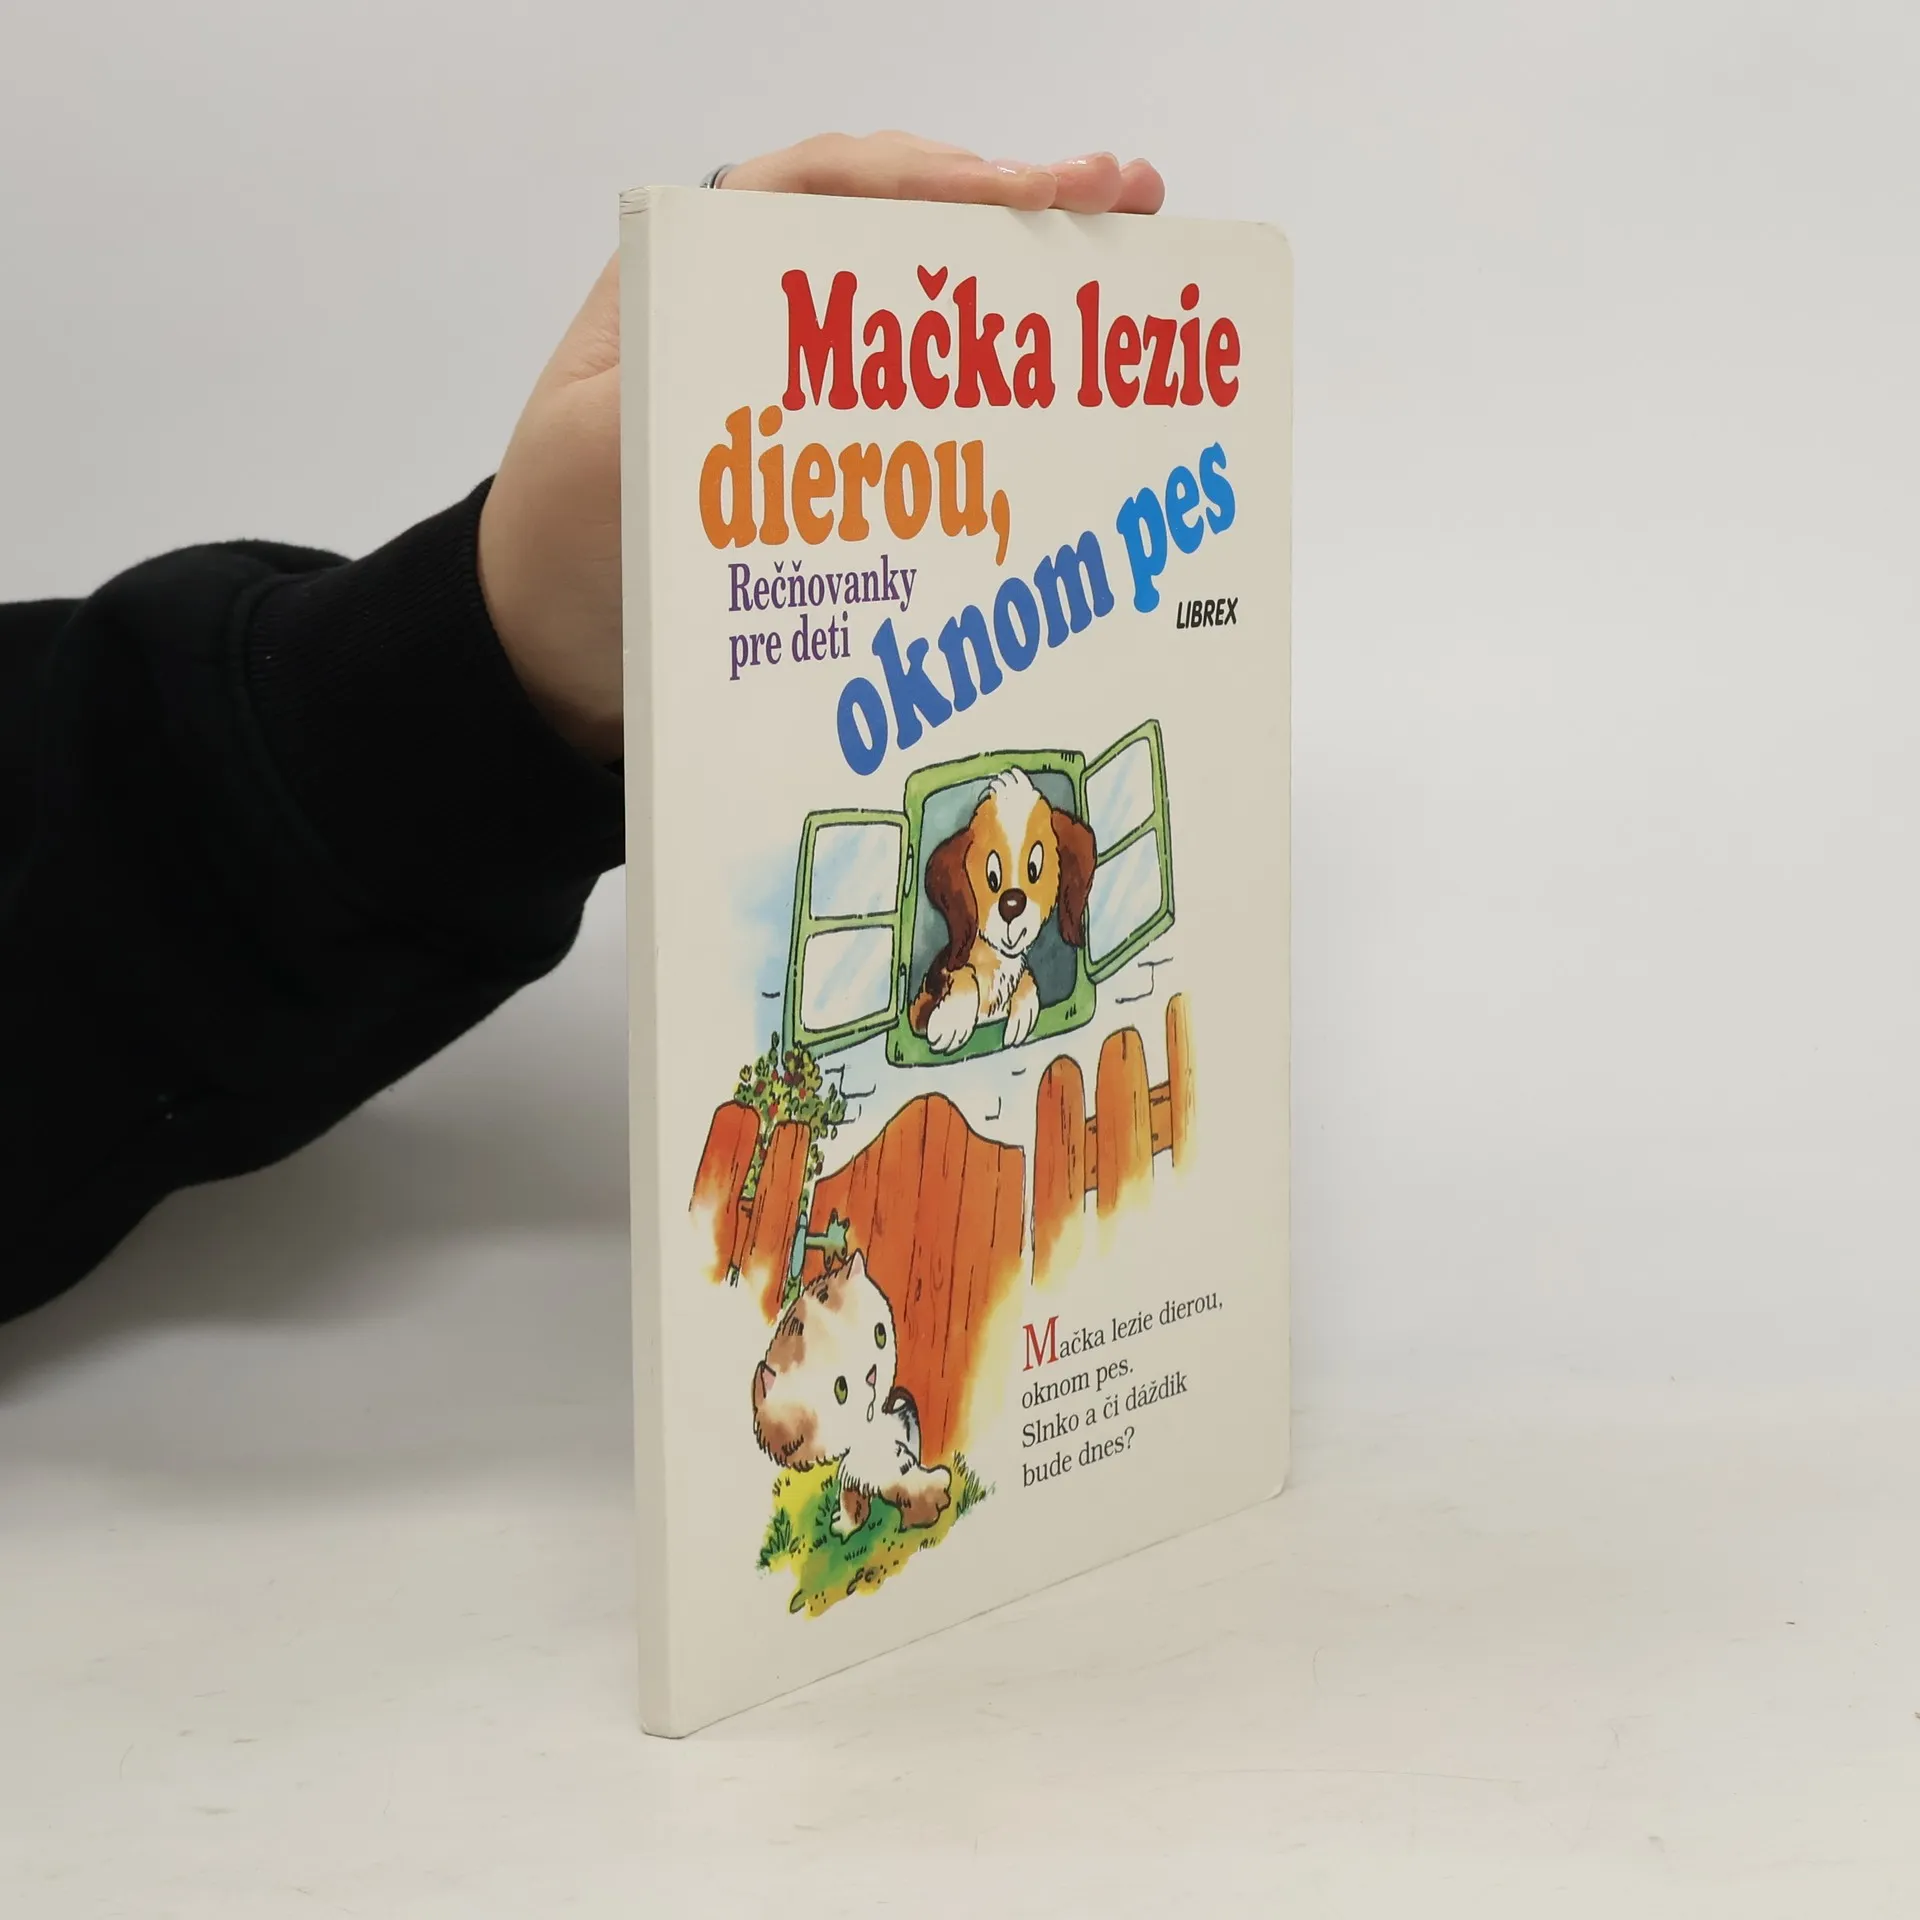 Mačka lezie
dierou,
oknom pes
Rečňovanky
pre deti
LIBREX
Mačka lezie dierou,
oknom pes.
Slnko a či dáždik
bude dnes?